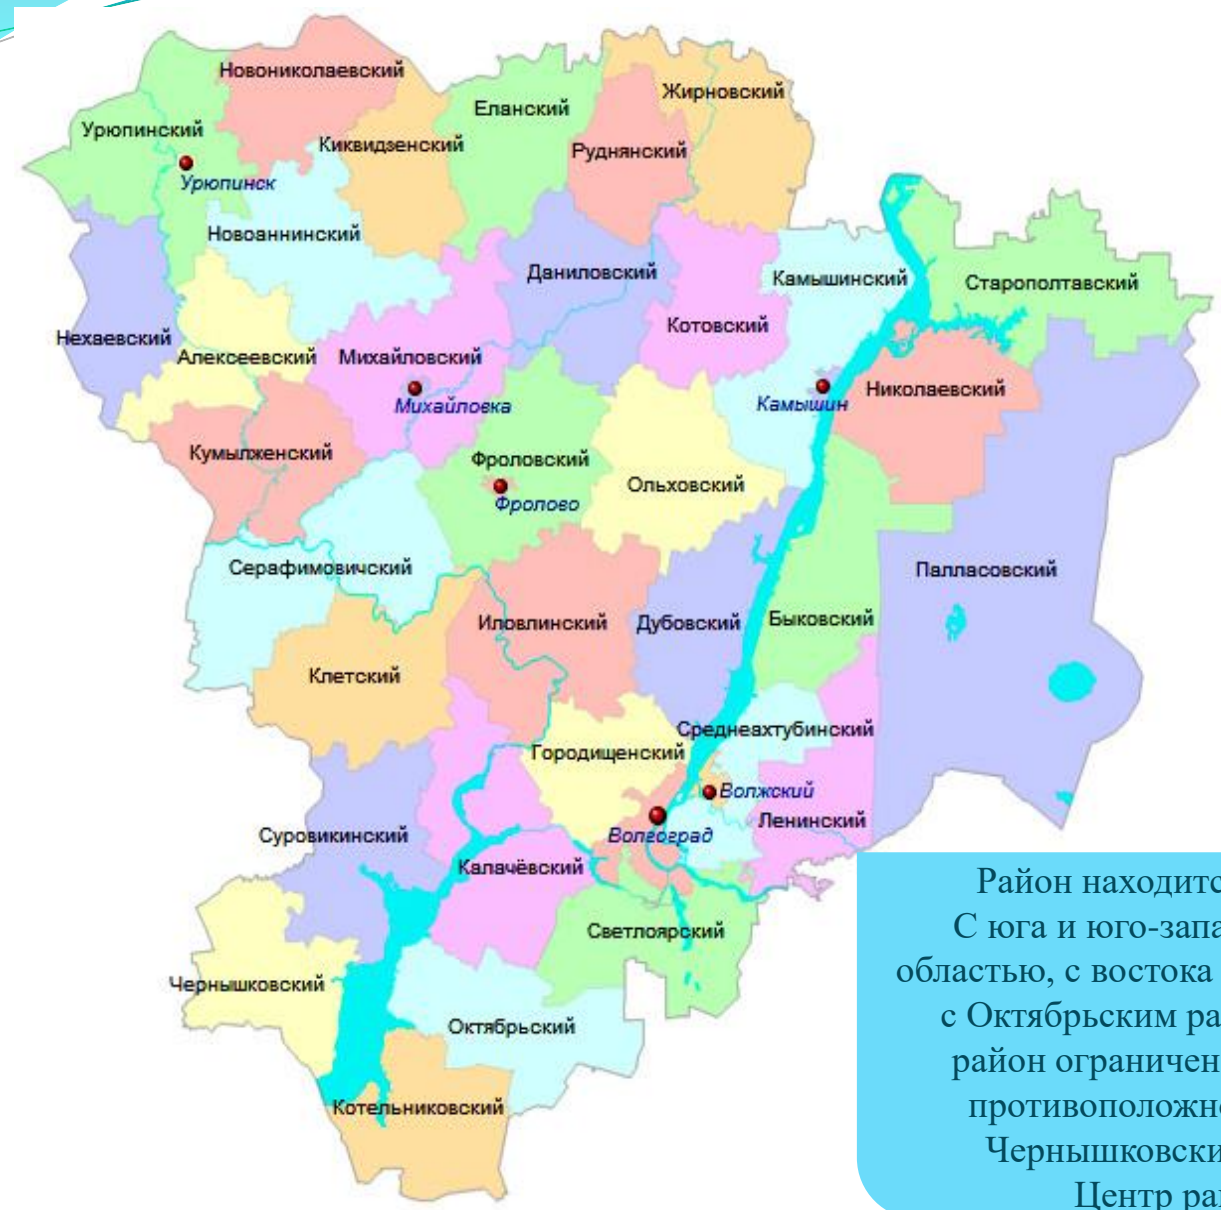 Новониколаевский
Жирновский
Еланский
Урюпинский
Киквидзенский
Руднянский
Урюпинск
Новоаннинский
Даниловский
Камышинский
Старополтавский
Котовский
Нехаевский
Алексеевский
Михайловский
Николаевский
Михайловка
Камышин
Кумылженский
Фроловский
Ольховский
Фролово
Серафимовичский
Палласовский
Иловлинский
Дубовский
Быковский
Клетский
Среднеахтубинский
Городищенский
Волжский
Ленинский
Волгоград
Суровикинский
Калачёвский
Светлоярский
Чернышковский
Октябрьский
Котельниковский
Район находитс
С юга и юго-запа
областью, с востока
с Октябрьским ра
район ограничен
противоположно
Чернышковски
Центр рай